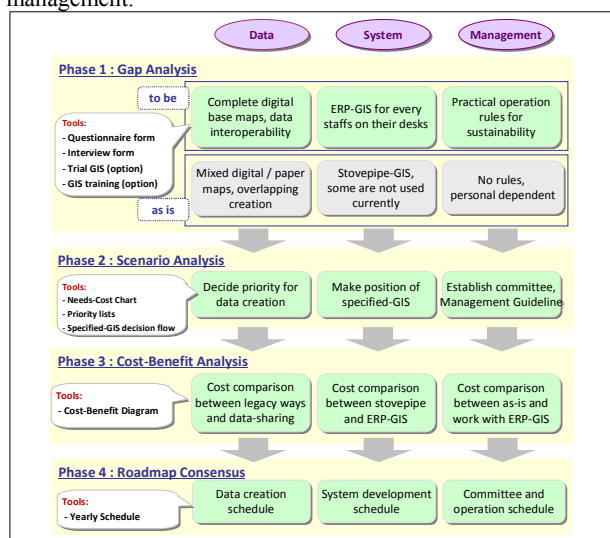 management.
Data System Management
Phase 1 : Gap Analysis
to be
Complete digital
base maps, data
interoperability
ERP-GIS for every
staffs on their desks
Practical operation
rules for
sustainability
Tools:
- Questionnaire form
- Interview form
- Trial GIS (option)
- GIS training (option)
Mixed digital / paper
maps, overlapping
creation
Stovepipe-GIS,
some are not used
currently
No rules,
personal dependent
as is
Phase 2 : Scenario Analysis
Tools:
- Needs-Cost Chart
- Priority lists
- Specified-GIS decision flow
Decide priority for
data creation
Make position of
specified-GIS
Establish committee,
Management Guideline
Phase 3 : Cost-Benefit Analysis
Tools:
- Cost-Benefit Diagram
Cost comparison
between legacy ways
and data-sharing
Cost comparison
between stovepipe
and ERP-GIS
Cost comparison
between as-is and
work with ERP-GIS
Phase 4 : Roadmap Consensus
Tools:
- Yearly Schedule
Data creation
schedule
System development
schedule
Committee and
operation schedule